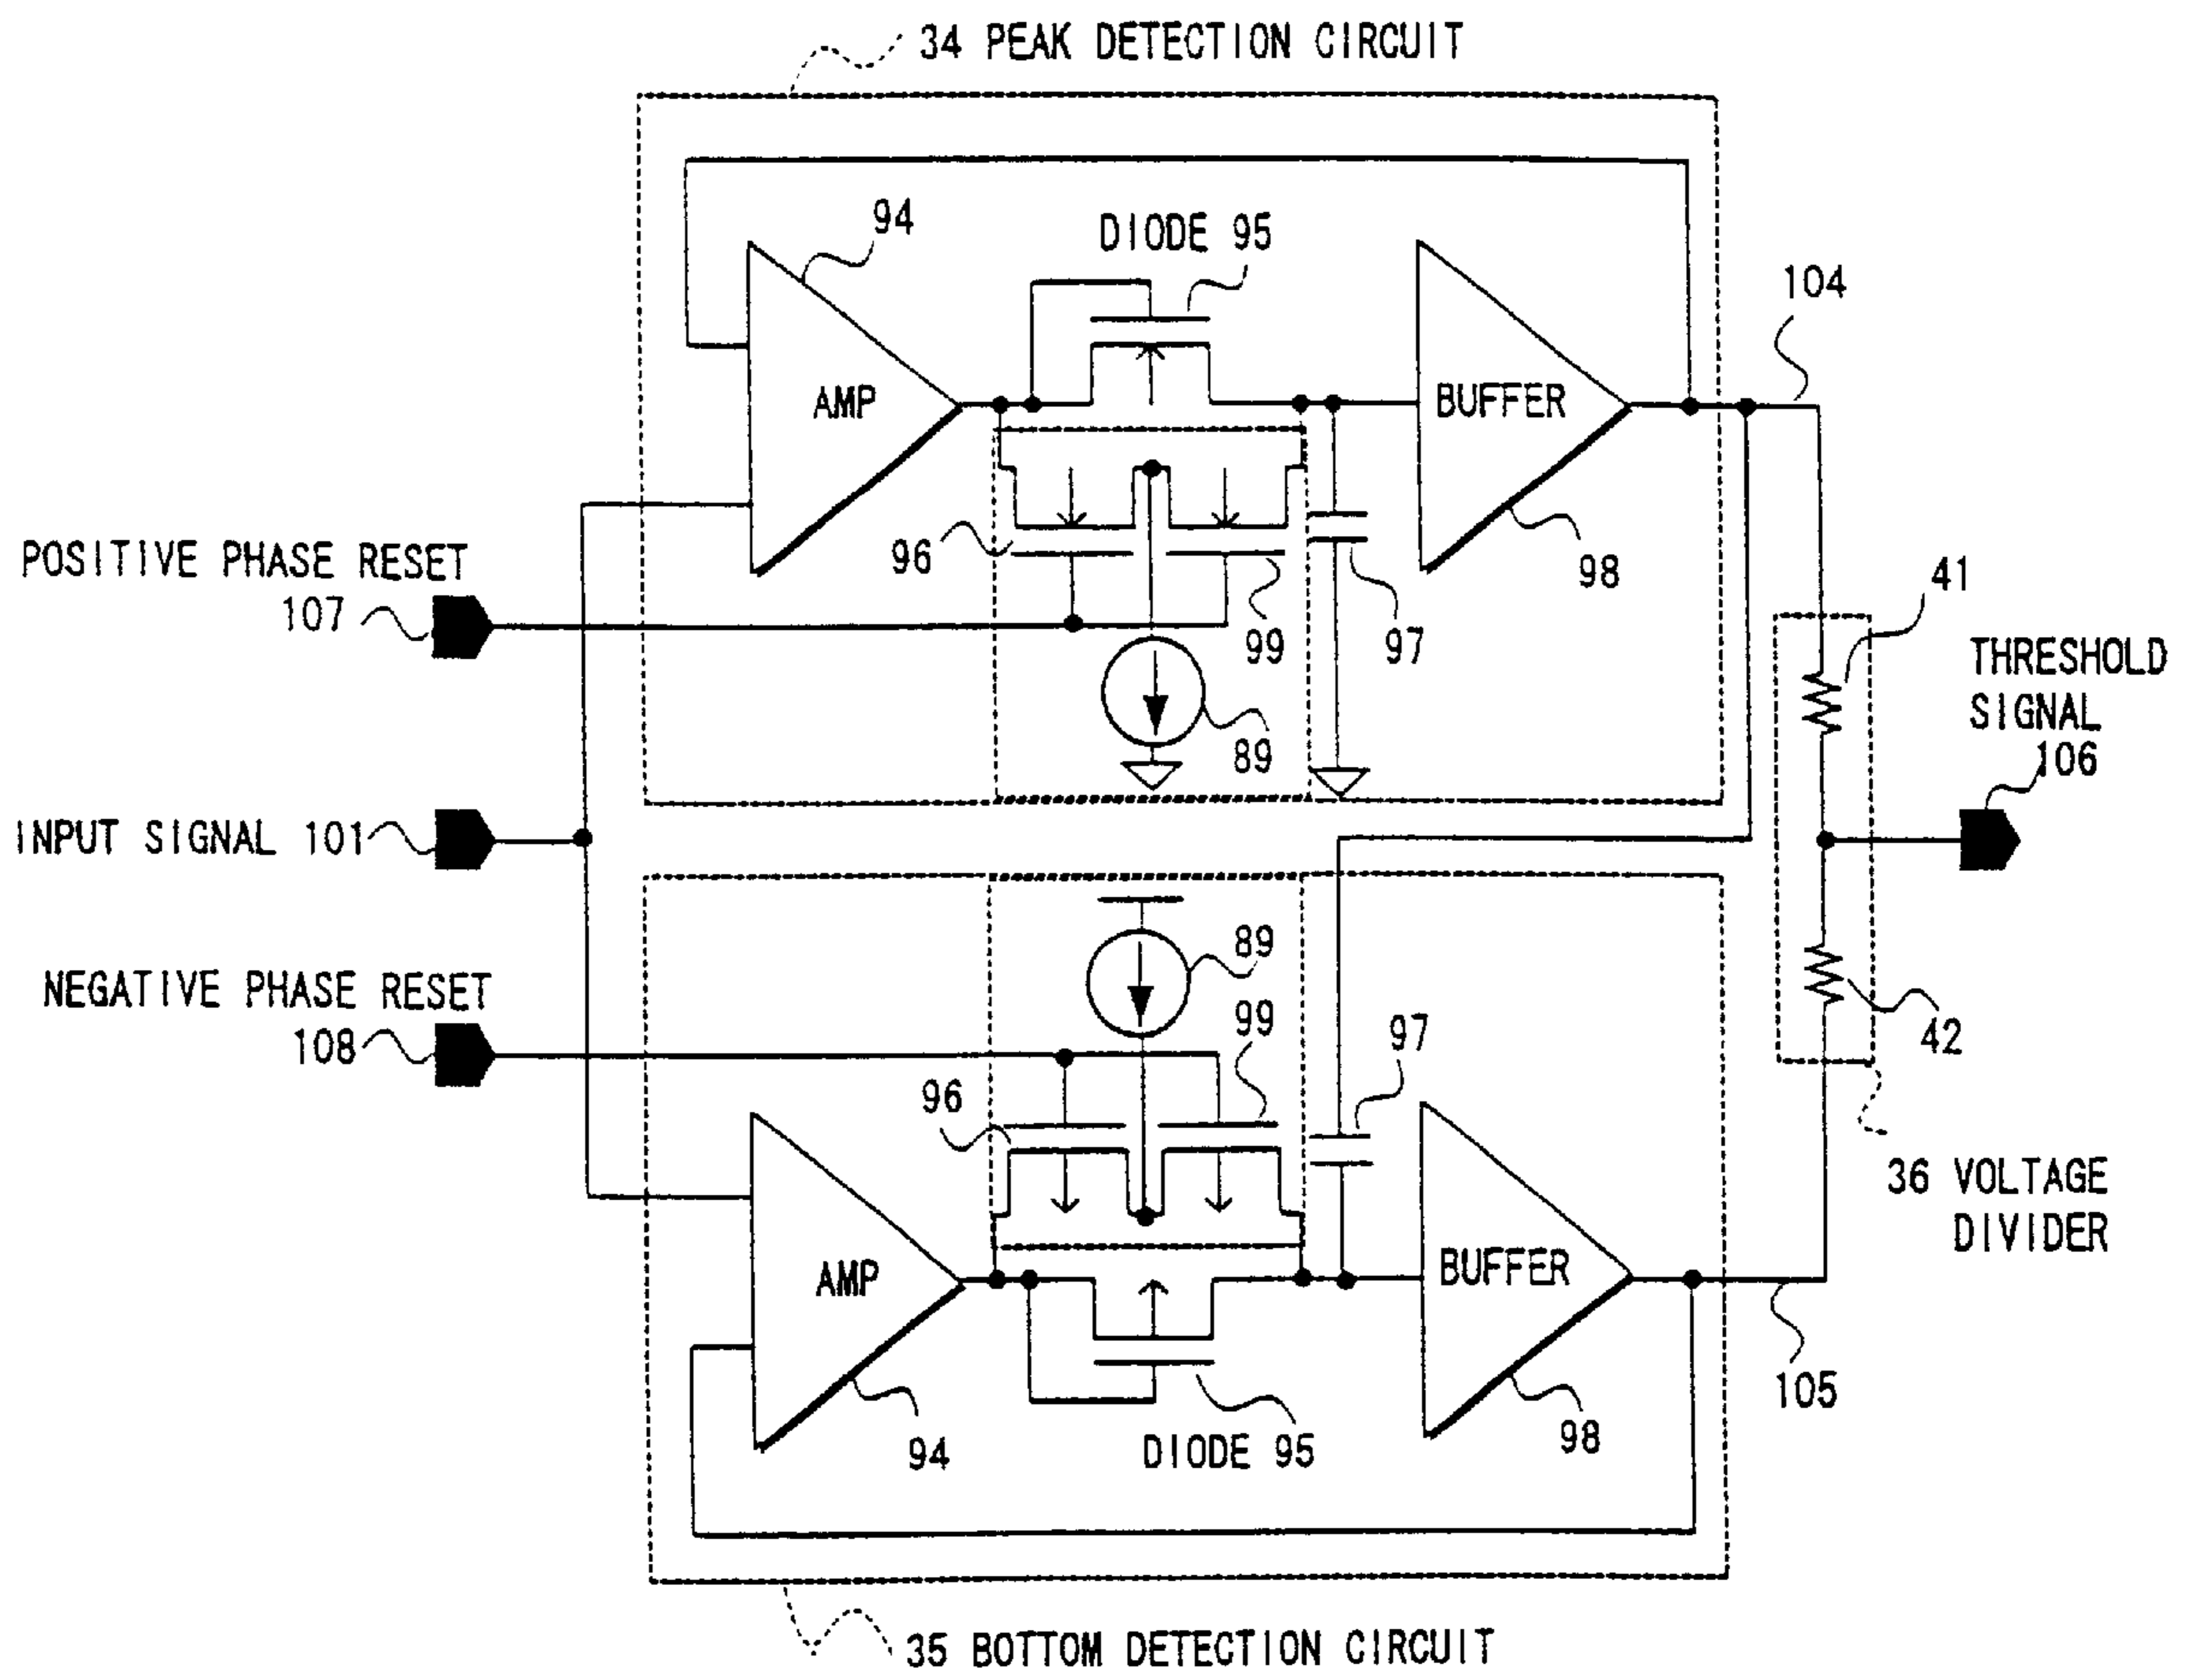 34 PEAK DETECTION CIRCUIT
94
DIODE 95
104
AMP
BUFFER
POSITIVE PHASE RESET
107
96
99
97
98
41
89
THRESHOLD
SIGNAL
106
INPUT SIGNAL 101
NEGATIVE PHASE RESET
108
89
99
97
42
96
36 VOLTAGE
DIVIDER
AMP
BUFFER
105
94
DIODE 95
98
35 BOTTOM DETECTION CIRCUIT